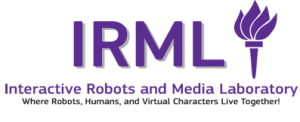 IRML
Interactive Robots and Media Laboratory
Where Robots, Humans, and Virtual Characters Live Together!